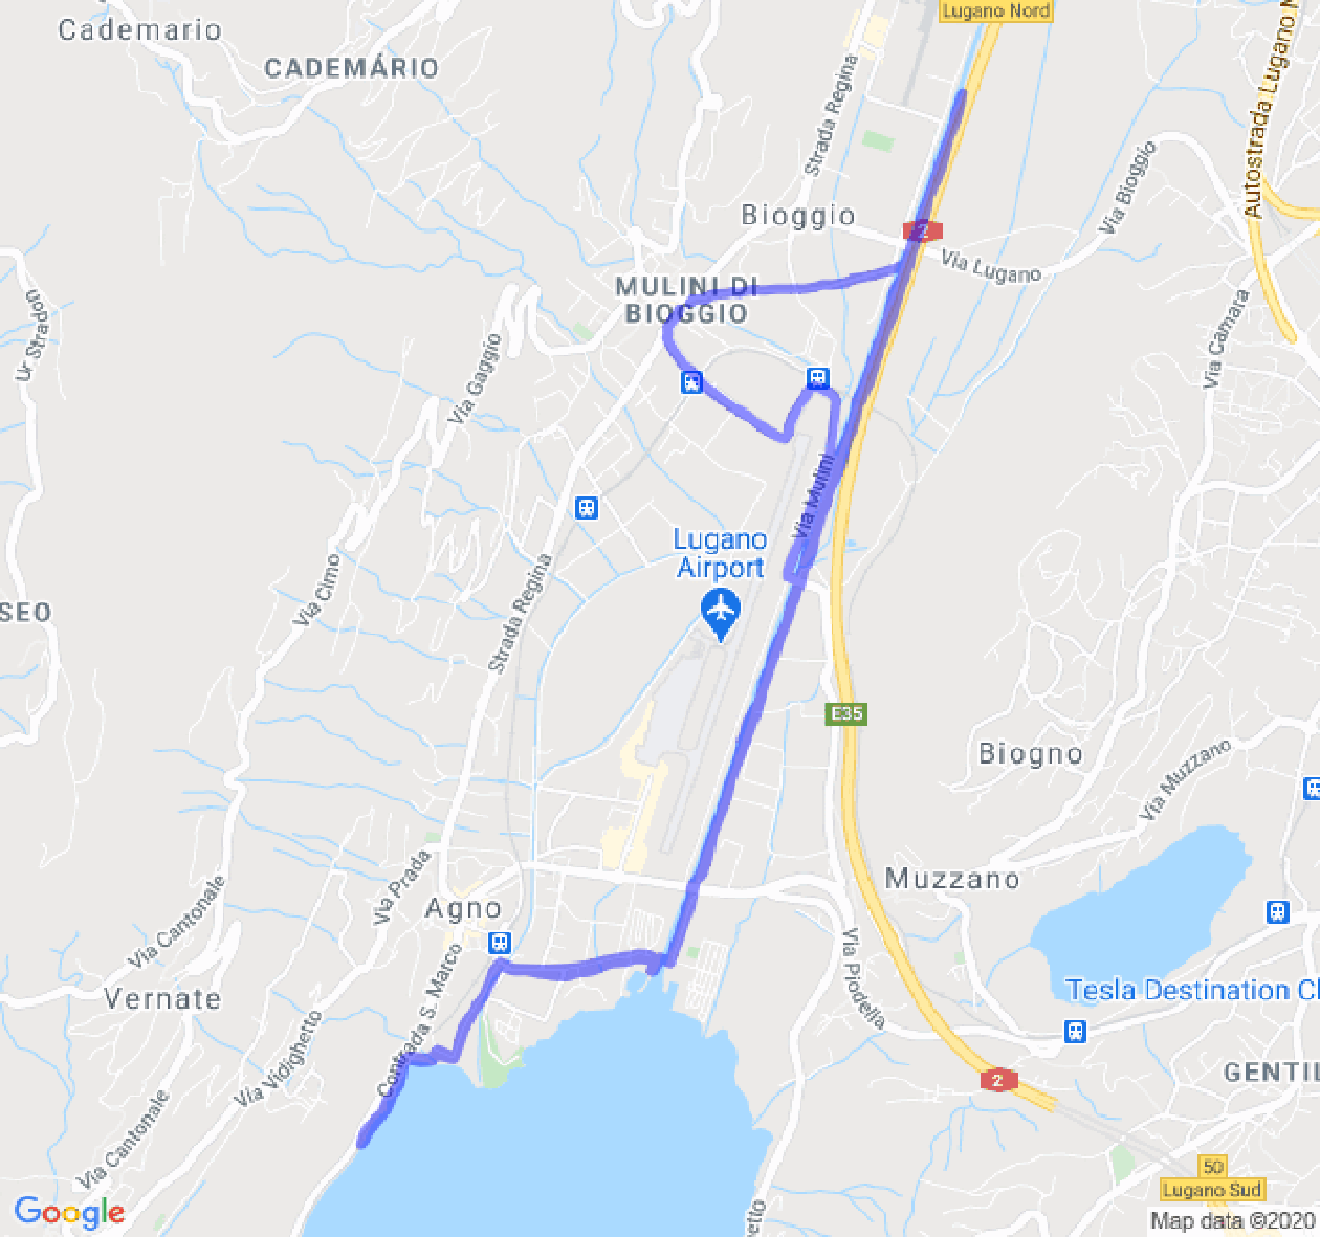 Lugano Nord
Cademario
CADEMÁRIO
Strada Regina
Autostrada Lugano N
Via Bioggio
Bioggio
2
Via Lugano
MULINI DI
BIOGGIO
Ur Stradon
Via Gaggio
Via Camara
Via Mulini
Lugano
Airport
Via Cimo
Strada Regina
SEO
E35
Biogno
Via Muzzano
Via Prada
Muzzano
Agno
Via Cantonale
Contrada S. Marco
Via Piodella
Vernate
Tesla Destination Ch
Via Vidighetto
GENTIL
2
Via Cantonale
50
Lugano Sud
etto
Google
Map data ©2020